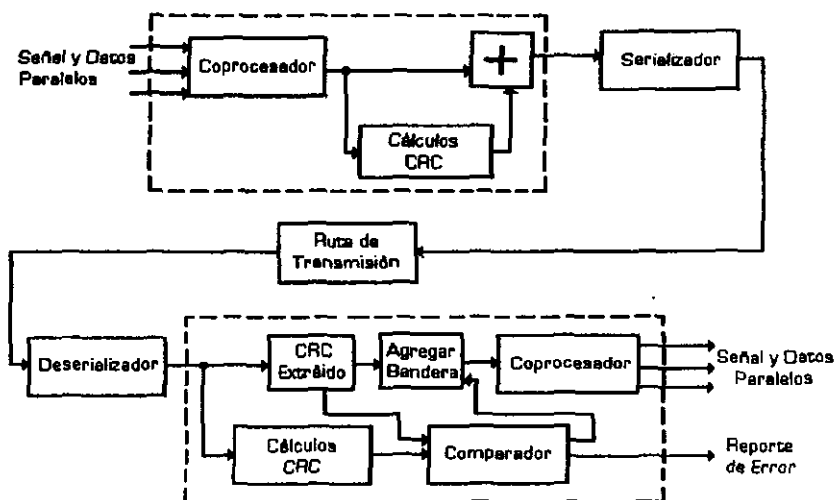 Señal y Datos
Paralelos
Coprocesador
+
Serializador
Cálculos
CRC
Ruta de
Transmisión
Deserializador
CRC
Extráido
Agregar
Bandera
Coprocesador
Señal y Datos
Paralelos
Cálculos
CRC
Comparador
Reporte
de Error